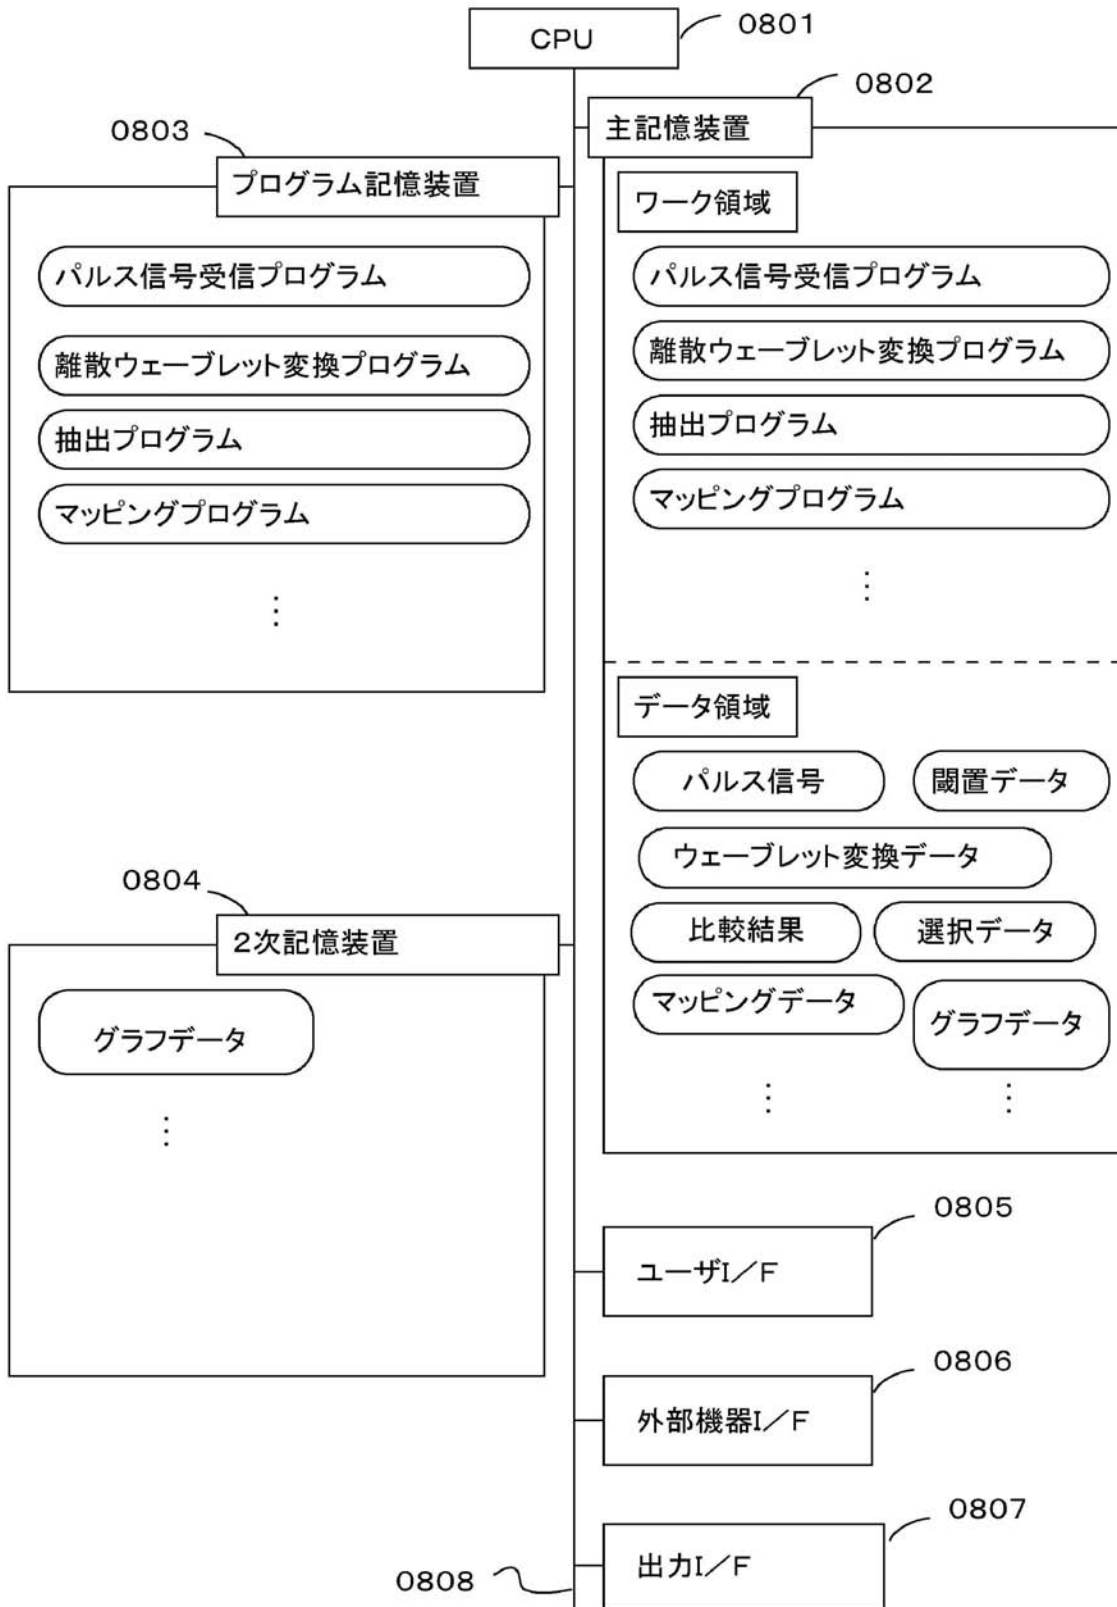 CPU
0801
0802
主記憶装置
0803
プログラム記憶装置
パルス信号受信プログラム
離散ウェーブレット変換プログラム
抽出プログラム
マッピングプログラム
⋮
ワーク領域
パルス信号受信プログラム
離散ウェーブレット変換プログラム
抽出プログラム
マッピングプログラム
⋮
データ領域
パルス信号
閾置データ
ウェーブレット変換データ
比較結果
選択データ
マッピングデータ
グラフデータ
⋮
⋮
0804
2次記憶装置
グラフデータ
⋮
0805
ユーザI/F
0806
外部機器I/F
0807
出力I/F
0808